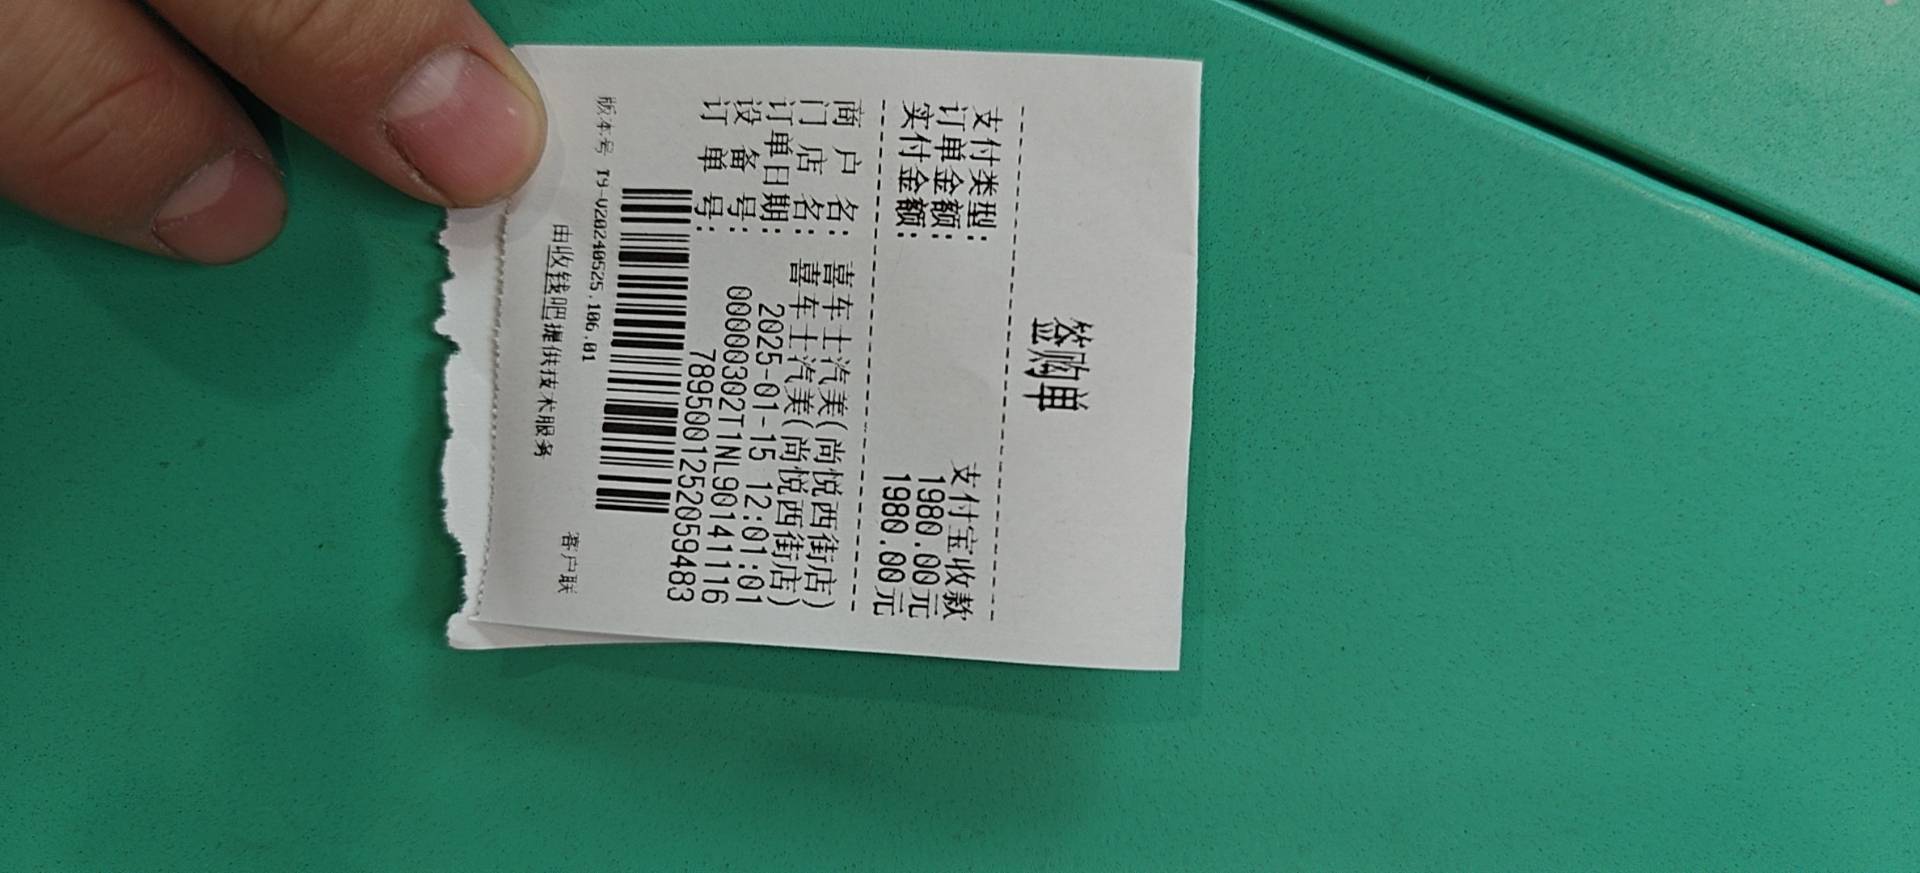 签购单
支付类型: 支付宝收款
订单金额: 1980.00元
实付金额: 1980.00元
商户名: 喜车士汽美(尚悦西街店)
门店名: 喜车士汽美(尚悦西街店)
订单日期: 2025-01-15 12:01:01
设备号: 00000302T1NL901411116
订单号: 7895001252059483
版本号 T9-V20240525.106.01
由收钱吧提供技术服务 客户联